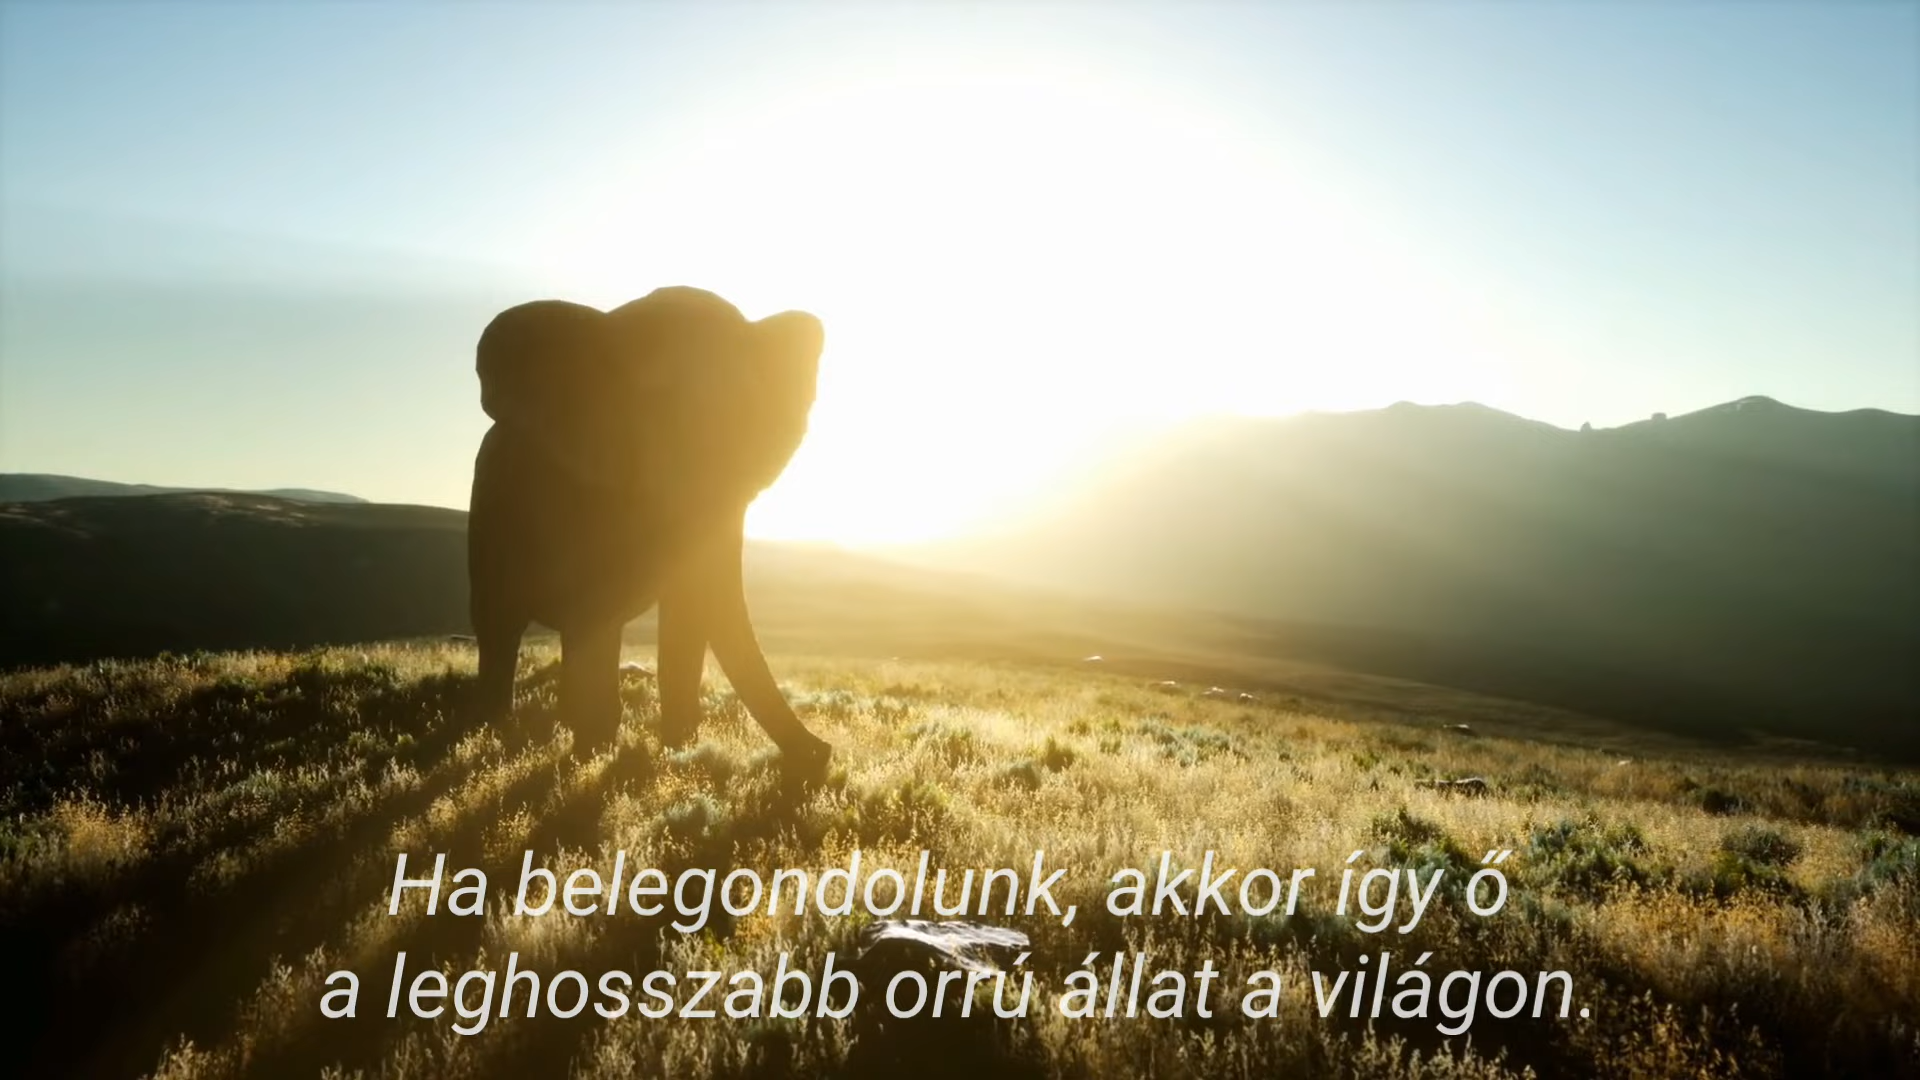 Ha belegondolunk, akkor így ő
a leghosszabb orrú állat a világon.